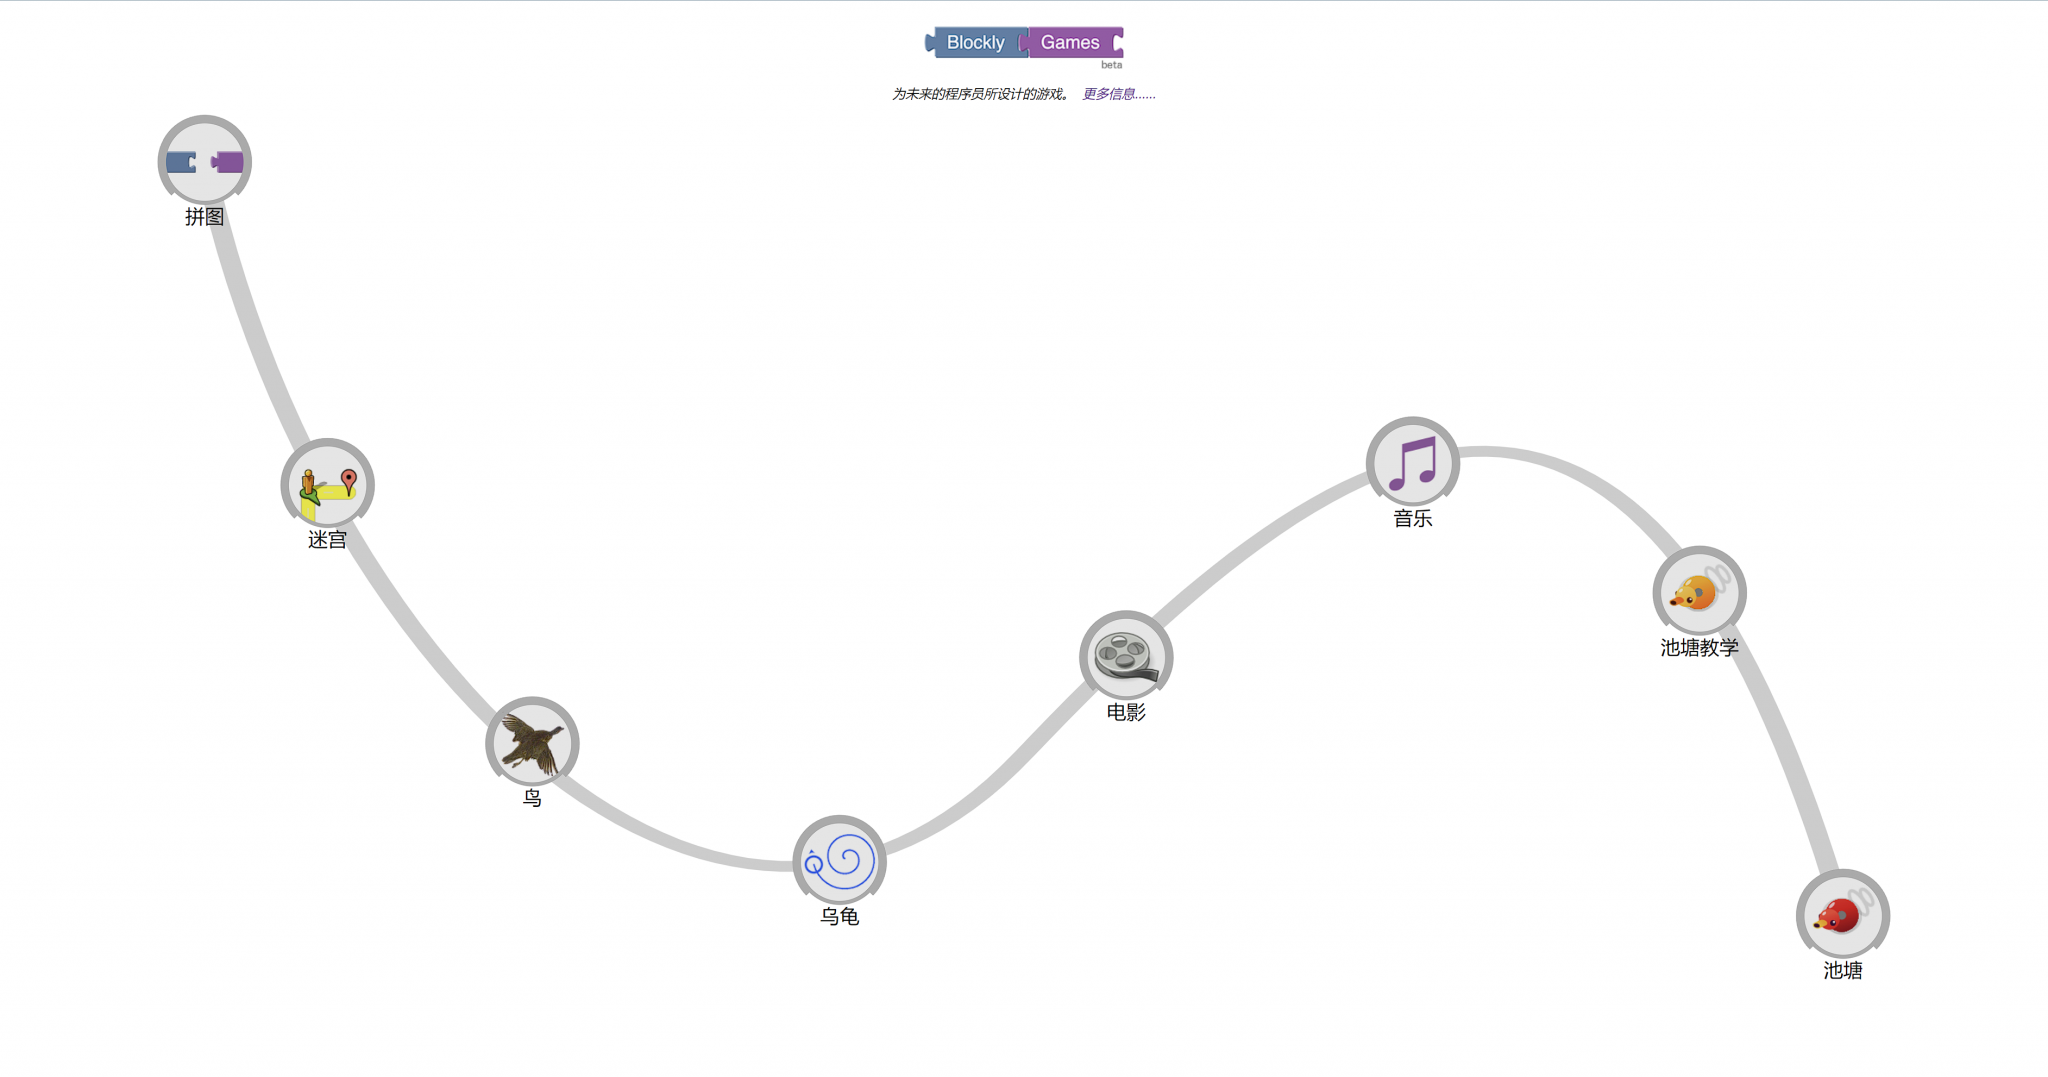 Blockly Games
beta
为未来的程序员所设计的游戏。 更多信息……
拼图
迷宫
鸟
乌龟
电影
音乐
池塘教学
池塘